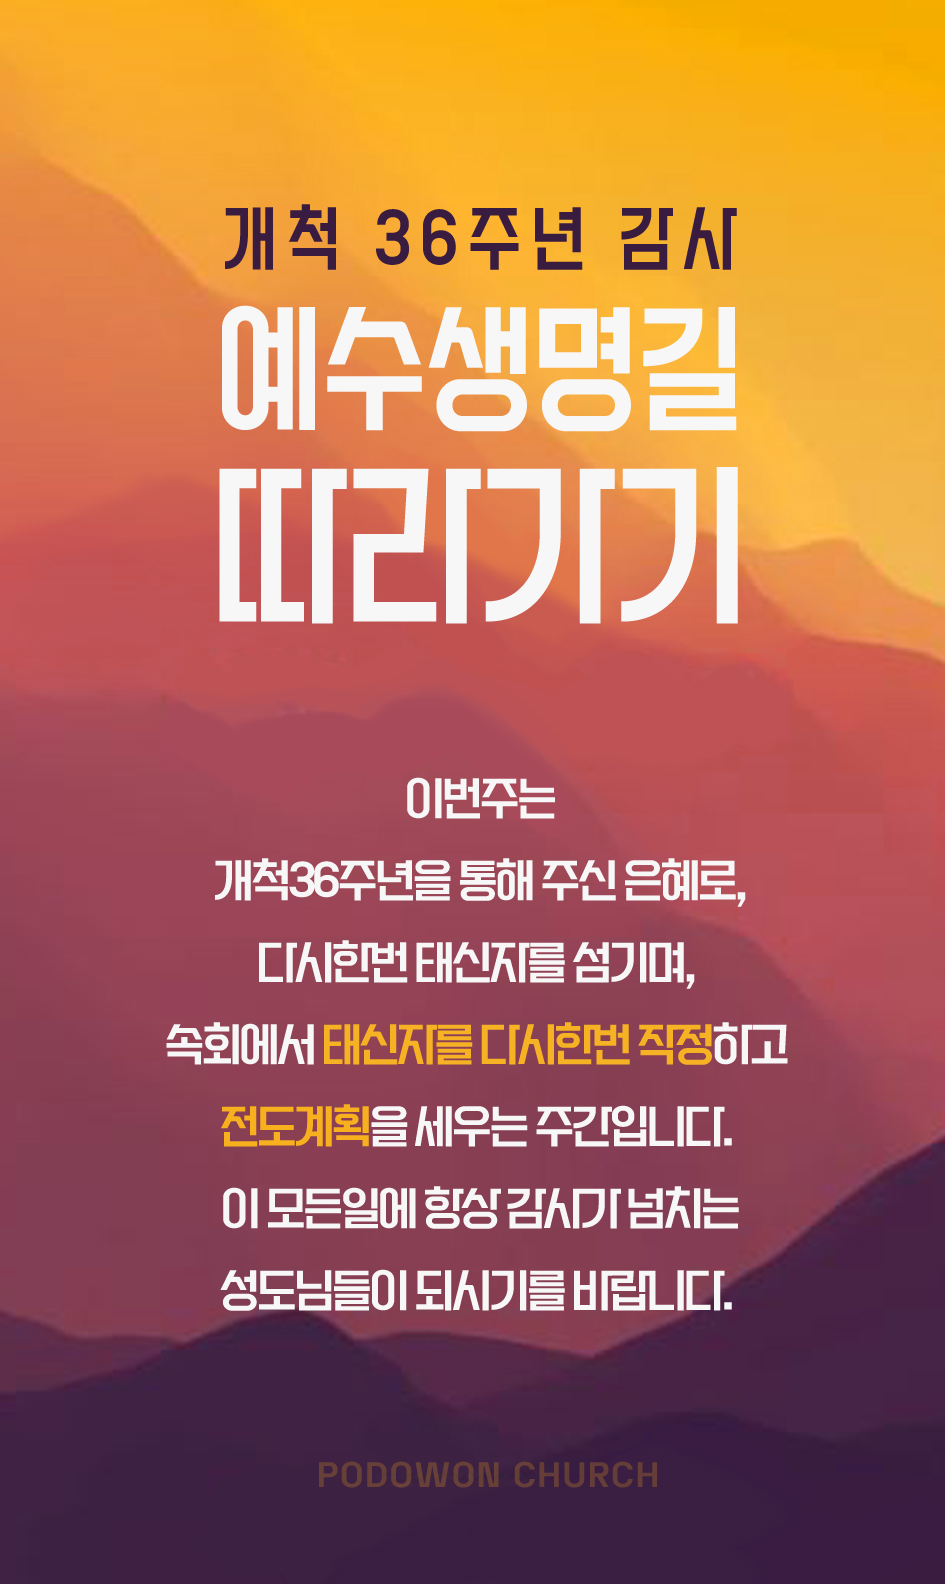 개척 36주년 감사
예수생명길
따라가기
이번주는
개척36주년을 통해 주신 은혜로,
다시한번 태신자를 섬기며,
속회에서 태신자를 다시한번 작정하고
전도계획을 세우는 주간입니다.
이 모든일에 항상 감사가 넘치는
성도님들이 되시기를 바랍니다.
PODOWON CHURCH